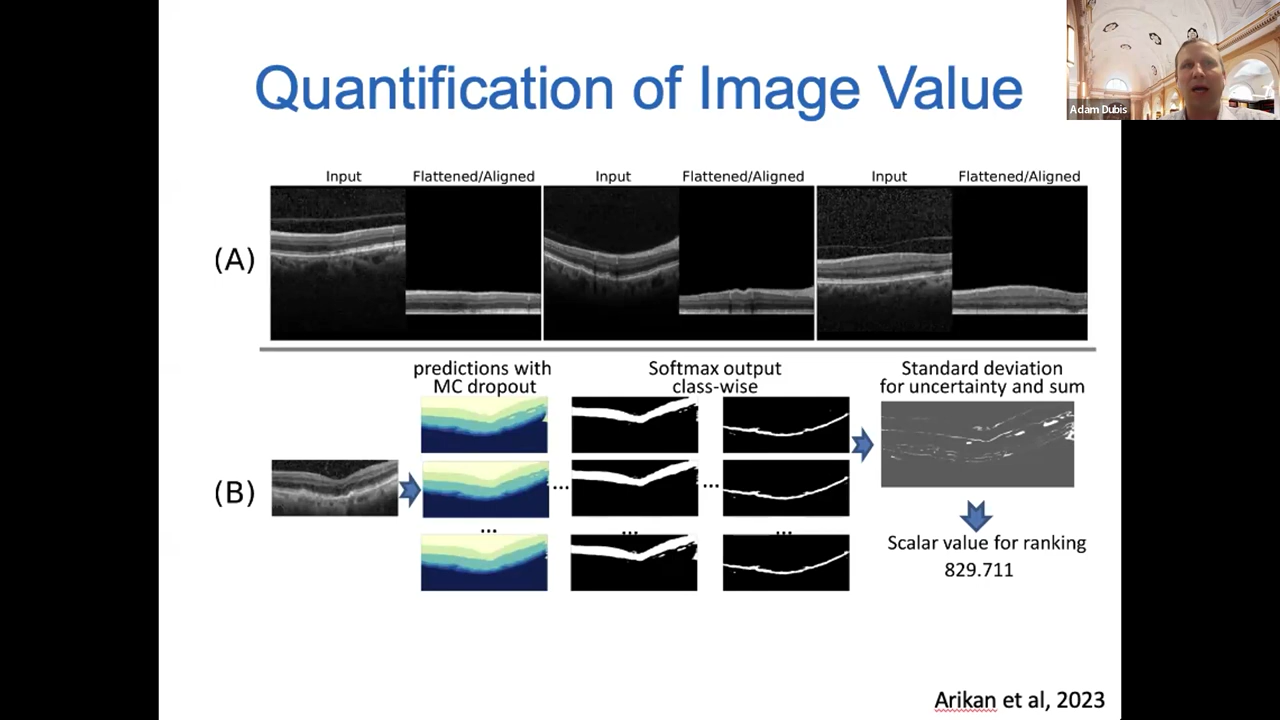 Quantification of Image Value
Adam Dubis
Input Flattened/Aligned Input Flattened/Aligned Input Flattened/Aligned
(A)
predictions with
MC dropout
Softmax output
class-wise
Standard deviation
for uncertainty and sum
(B)
...
...
...
...
...
Scalar value for ranking
829.711
Arikan et al, 2023